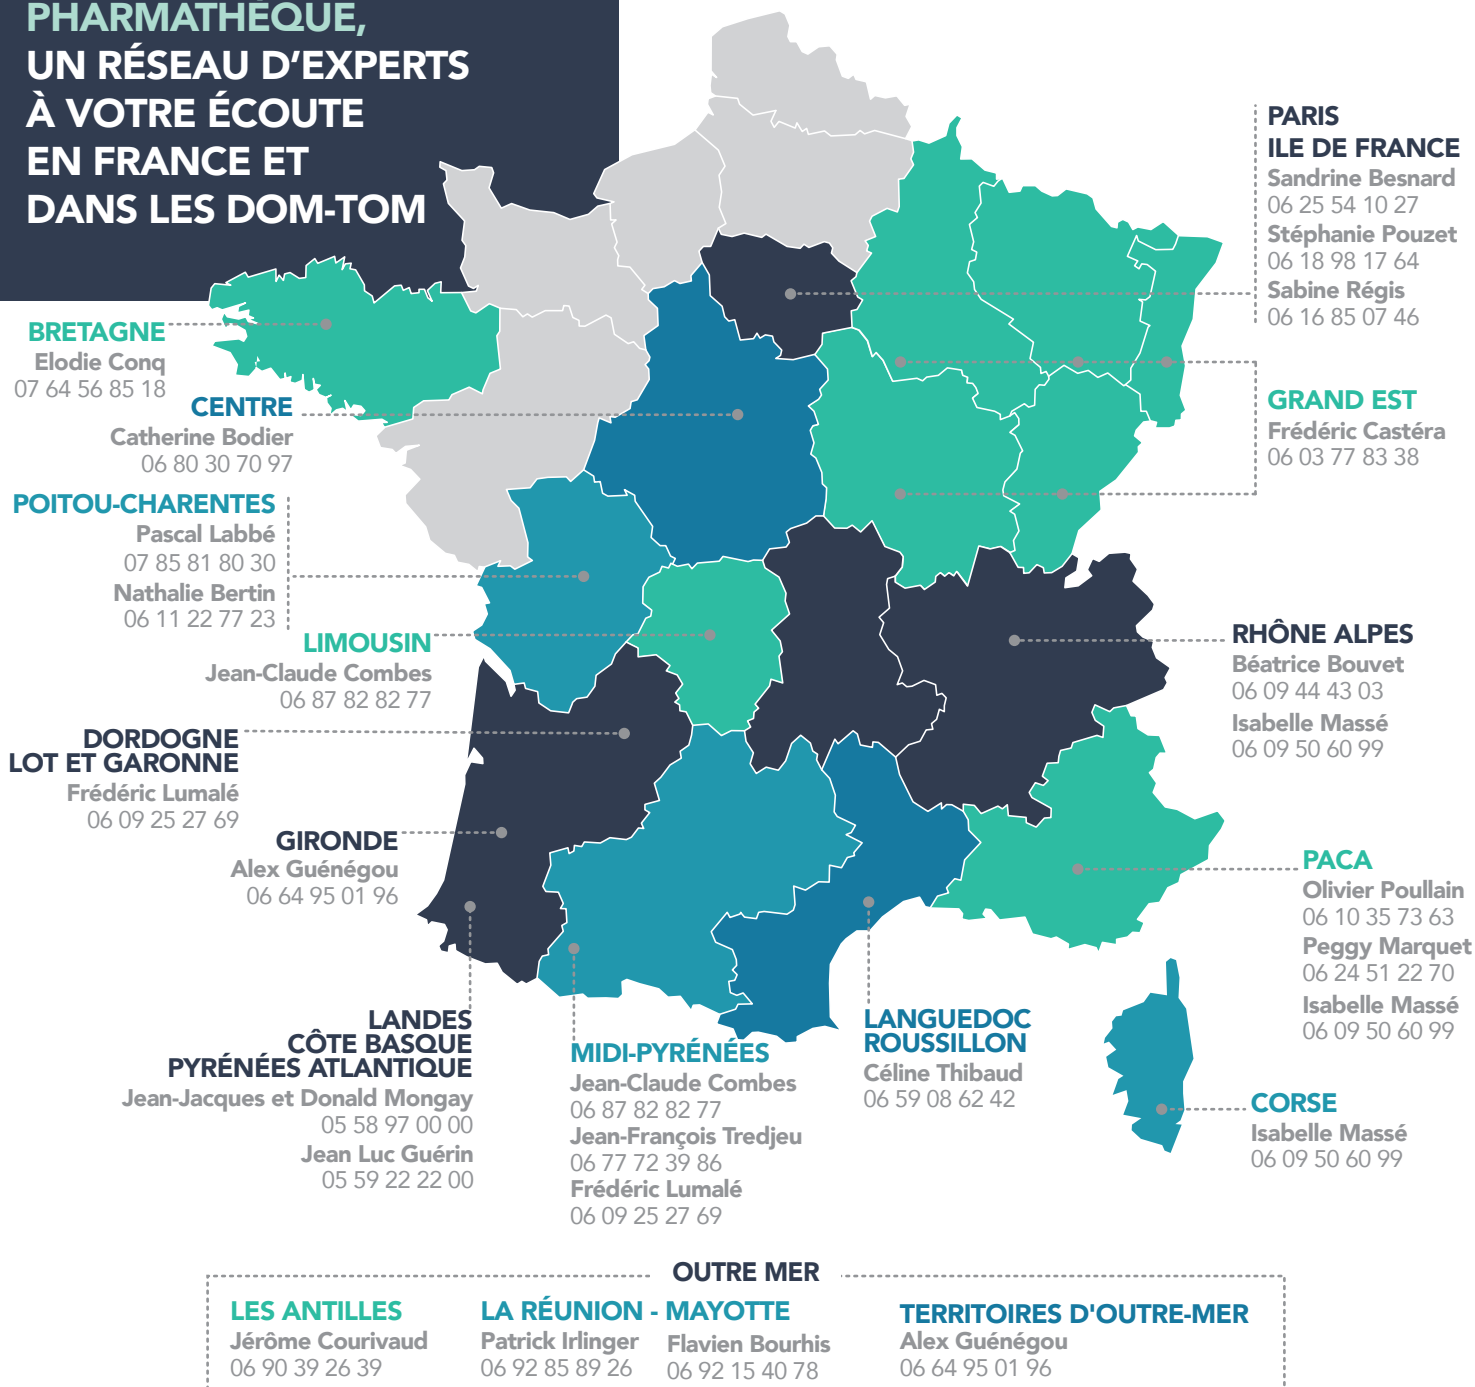 PHARMATHÈQUE,
UN RÉSEAU D'EXPERTS
À VOTRE ÉCOUTE
EN FRANCE ET
DANS LES DOM-TOM
PARIS
ILE DE FRANCE
Sandrine Besnard
06 25 54 10 27
Stéphanie Pouzet
06 18 98 17 64
Sabine Régis
06 16 85 07 46
BRETAGNE
Elodie Conq
07 64 56 85 18
CENTRE
Catherine Bodier
06 80 30 70 97
GRAND EST
Frédéric Castéra
06 03 77 83 38
POITOU-CHARENTES
Pascal Labbé
07 85 81 80 30
Nathalie Bertin
06 11 22 77 23
LIMOUSIN
Jean-Claude Combes
06 87 82 82 77
RHÔNE ALPES
Béatrice Bouvet
06 09 44 43 03
Isabelle Massé
06 09 50 60 99
DORDOGNE
LOT ET GARONNE
Frédéric Lumalé
06 09 25 27 69
GIRONDE
Alex Guénégou
06 64 95 01 96
PACA
Olivier Poullain
06 10 35 73 63
Peggy Marquet
06 24 51 22 70
Isabelle Massé
06 09 50 60 99
LANDES
CÔTE BASQUE
PYRÉNÉES ATLANTIQUE
Jean-Jacques et Donald Mongay
05 58 97 00 00
Jean Luc Guérin
05 59 22 22 00
MIDI-PYRÉNÉES
Jean-Claude Combes
06 87 82 82 77
Jean-François Tredjeu
06 77 72 39 86
Frédéric Lumalé
06 09 25 27 69
LANGUEDOC
ROUSSILLON
Céline Thibaud
06 59 08 62 42
CORSE
Isabelle Massé
06 09 50 60 99
OUTRE MER
LES ANTILLES
Jérôme Courivaud
06 90 39 26 39
LA RÉUNION - MAYOTTE
Patrick Irlinger
06 92 85 89 26
Flavien Bourhis
06 92 15 40 78
TERRITOIRES D'OUTRE-MER
Alex Guénégou
06 64 95 01 96